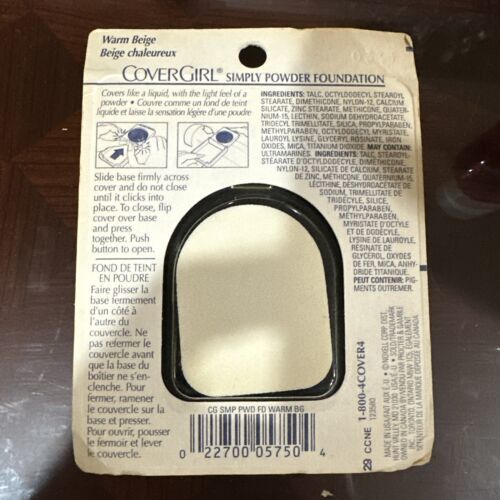 Warm Beige
Beige chaleureux
COVERGIRL® SIMPLY POWDER FOUNDATION
Covers like a liquid, with the light feel of a
powder • Couvre comme un fond de teint
liquide et laisse la sensation légère d'une poudre
Slide base firmly across
cover and do not close
until it clicks into
place. To close, flip
cover over base
and press
together. Push
button to open.
FOND DE TEINT
EN POUDRE
Faire glisser la
base fermement
d'un côté à
l'autre du
couvercle. Ne
pas refermer le
couvercle avant
que la base du
boîtier ne s'en-
clenche. Pour
fermer, ramener
le couvercle sur la
base et presser.
Pour ouvrir, pousser
le fermoir et lever
le couvercle.
INGREDIENTS: TALC, OCTYLDODECYL STEAROYL
STEARATE, DIMETHICONE, NYLON-12, CALCIUM
SILICATE, ZINC STEARATE, METHICONE, QUATER-
NIUM-15, LECITHIN, SODIUM DEHYDROACETATE,
TRIDECYL TRIMELLITATE, SILICA, PROPYLPARABEN,
METHYLPARABEN, OCTYLDODECYL MYRISTATE,
LAUROYL LYSINE, GLYCERYL ROSINATE, IRON
OXIDES, MICA, TITANIUM DIOXIDE. MAY CONTAIN:
ULTRAMARINES. INGREDIENTS: TALC, STEAROYL-
STEARATE D'OCTYLDODECYL, DIMETHICONE,
NYLON-12, SILICATE DE CALCIUM, STEARATE
DE ZINC, MÉTHICONE, QUATERNIUM-15,
LÉCITHINE, DÉSHYDROACÉTATE DE
SODIUM, TRIMELLITATE DE
TRIDÉCYLE, SILICE,
PROPYLPARABEN,
MÉTHYLPARABEN,
MYRISTATE D'OCTYLE
ET DE DODÉCYLE,
LYSINE DE LAUROYLE,
RÉSINATE DE
GLYCÉROL, OXYDES
DE FER, MICA, ANHY-
DRIDE TITANIQUE.
PEUT CONTENIR: PIG-
MENTS OUTREMER.
CG SMP PWD FD WARM BG
0 22700 05750 4
29 CCNE
123580
1-800-4COVER4
©NOXELL CORP. DIST.